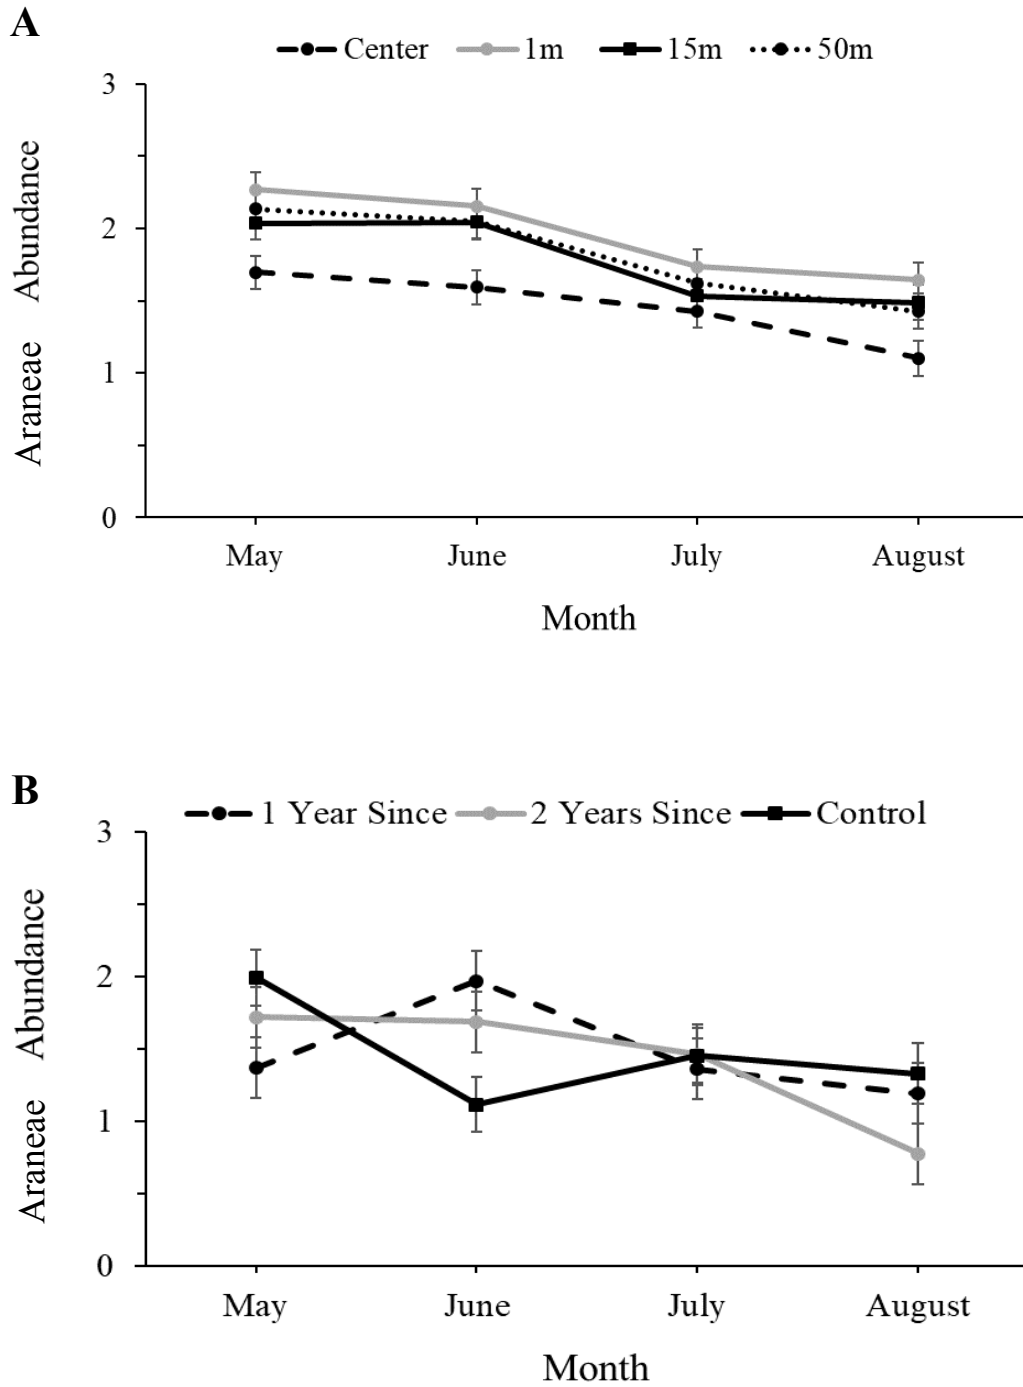 A
Center 1m 15m 50m
3
2
1
0
Araneae Abundance
May June July August
Month
B
1 Year Since 2 Years Since Control
3
2
1
0
Araneae Abundance
May June July August
Month